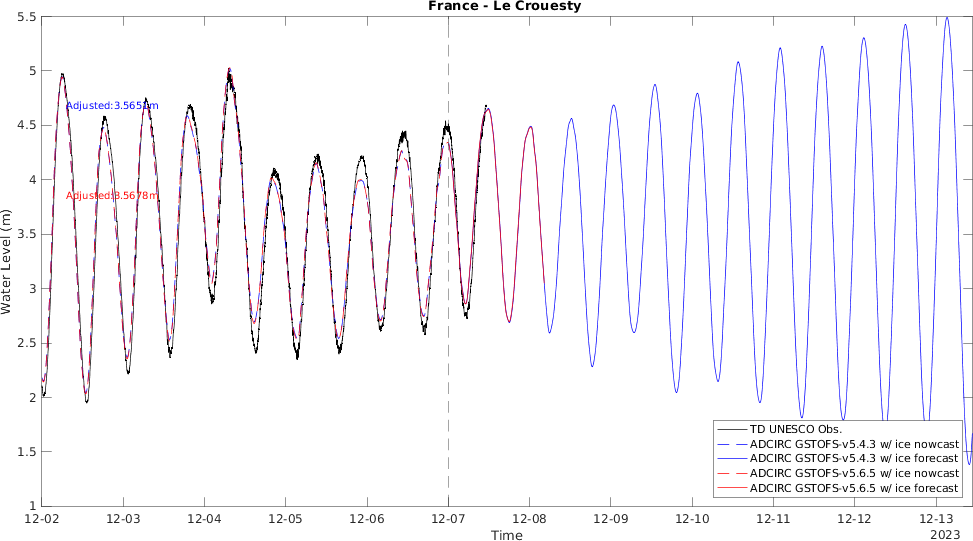 France - Le Crouesty
5.5
5
4.5
4
3.5
3
2.5
2
1.5
1
Water Level (m)
Adjusted:3.5651m
Adjusted:3.5678m
TD UNESCO Obs.
ADCIRC GSTOFS-v5.4.3 w/ ice nowcast
ADCIRC GSTOFS-v5.4.3 w/ ice forecast
ADCIRC GSTOFS-v5.6.5 w/ ice nowcast
ADCIRC GSTOFS-v5.6.5 w/ ice forecast
12-02 12-03 12-04 12-05 12-06 12-07 12-08 12-09 12-10 12-11 12-12 12-13
2023
Time